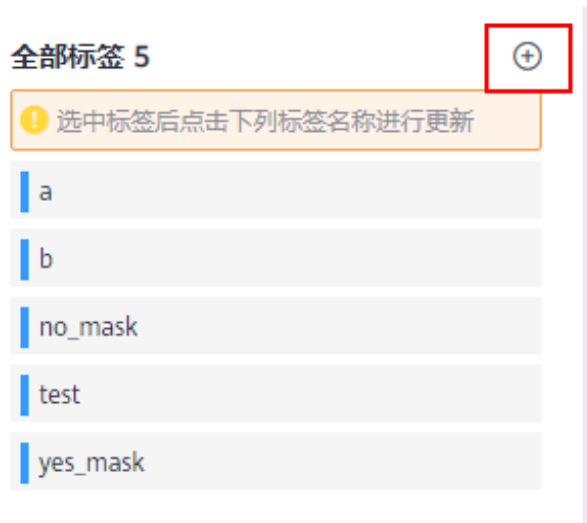 全部标签 5
选中标签后点击下列标签名称进行更新
a
b
no_mask
test
yes_mask